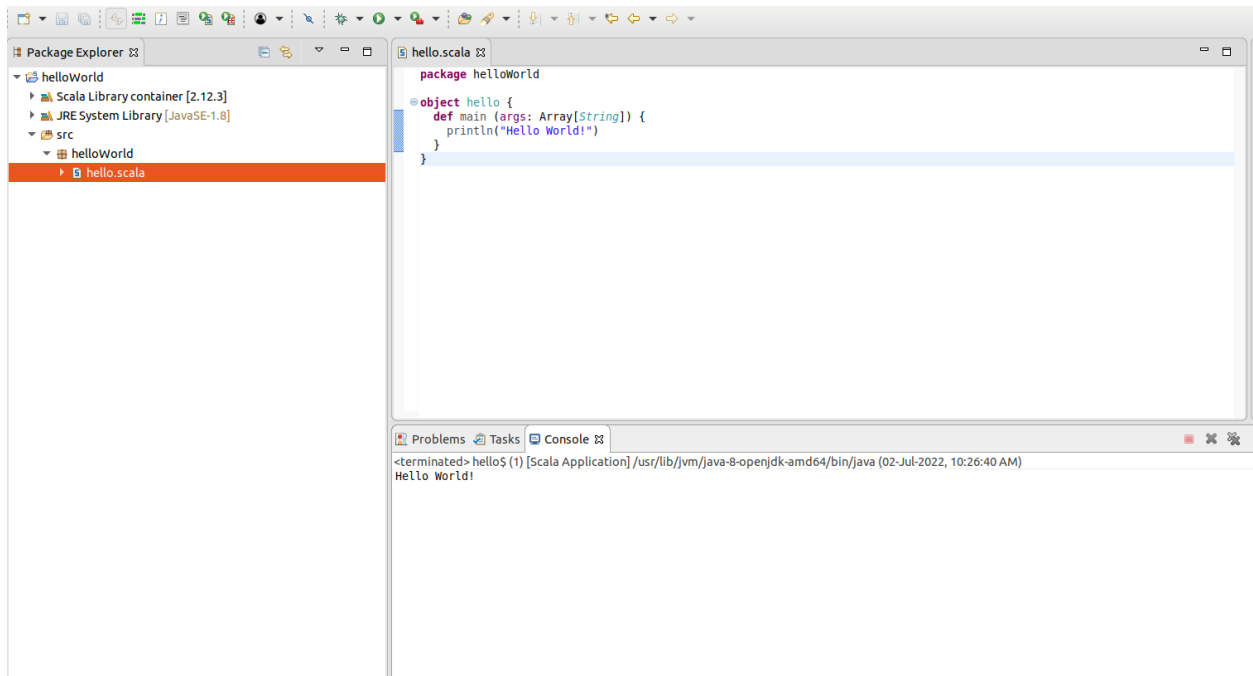 Package Explorer
helloWorld
Scala Library container [2.12.3]
JRE System Library [JavaSE-1.8]
src
helloWorld
hello.scala
hello.scala
package helloWorld
object hello {
def main (args: Array[String]) {
println("Hello World!")
}
}
Problems Tasks Console
<terminated> hello$ (1) [Scala Application] /usr/lib/jvm/java-8-openjdk-amd64/bin/java (02-Jul-2022, 10:26:40 AM)
Hello World!